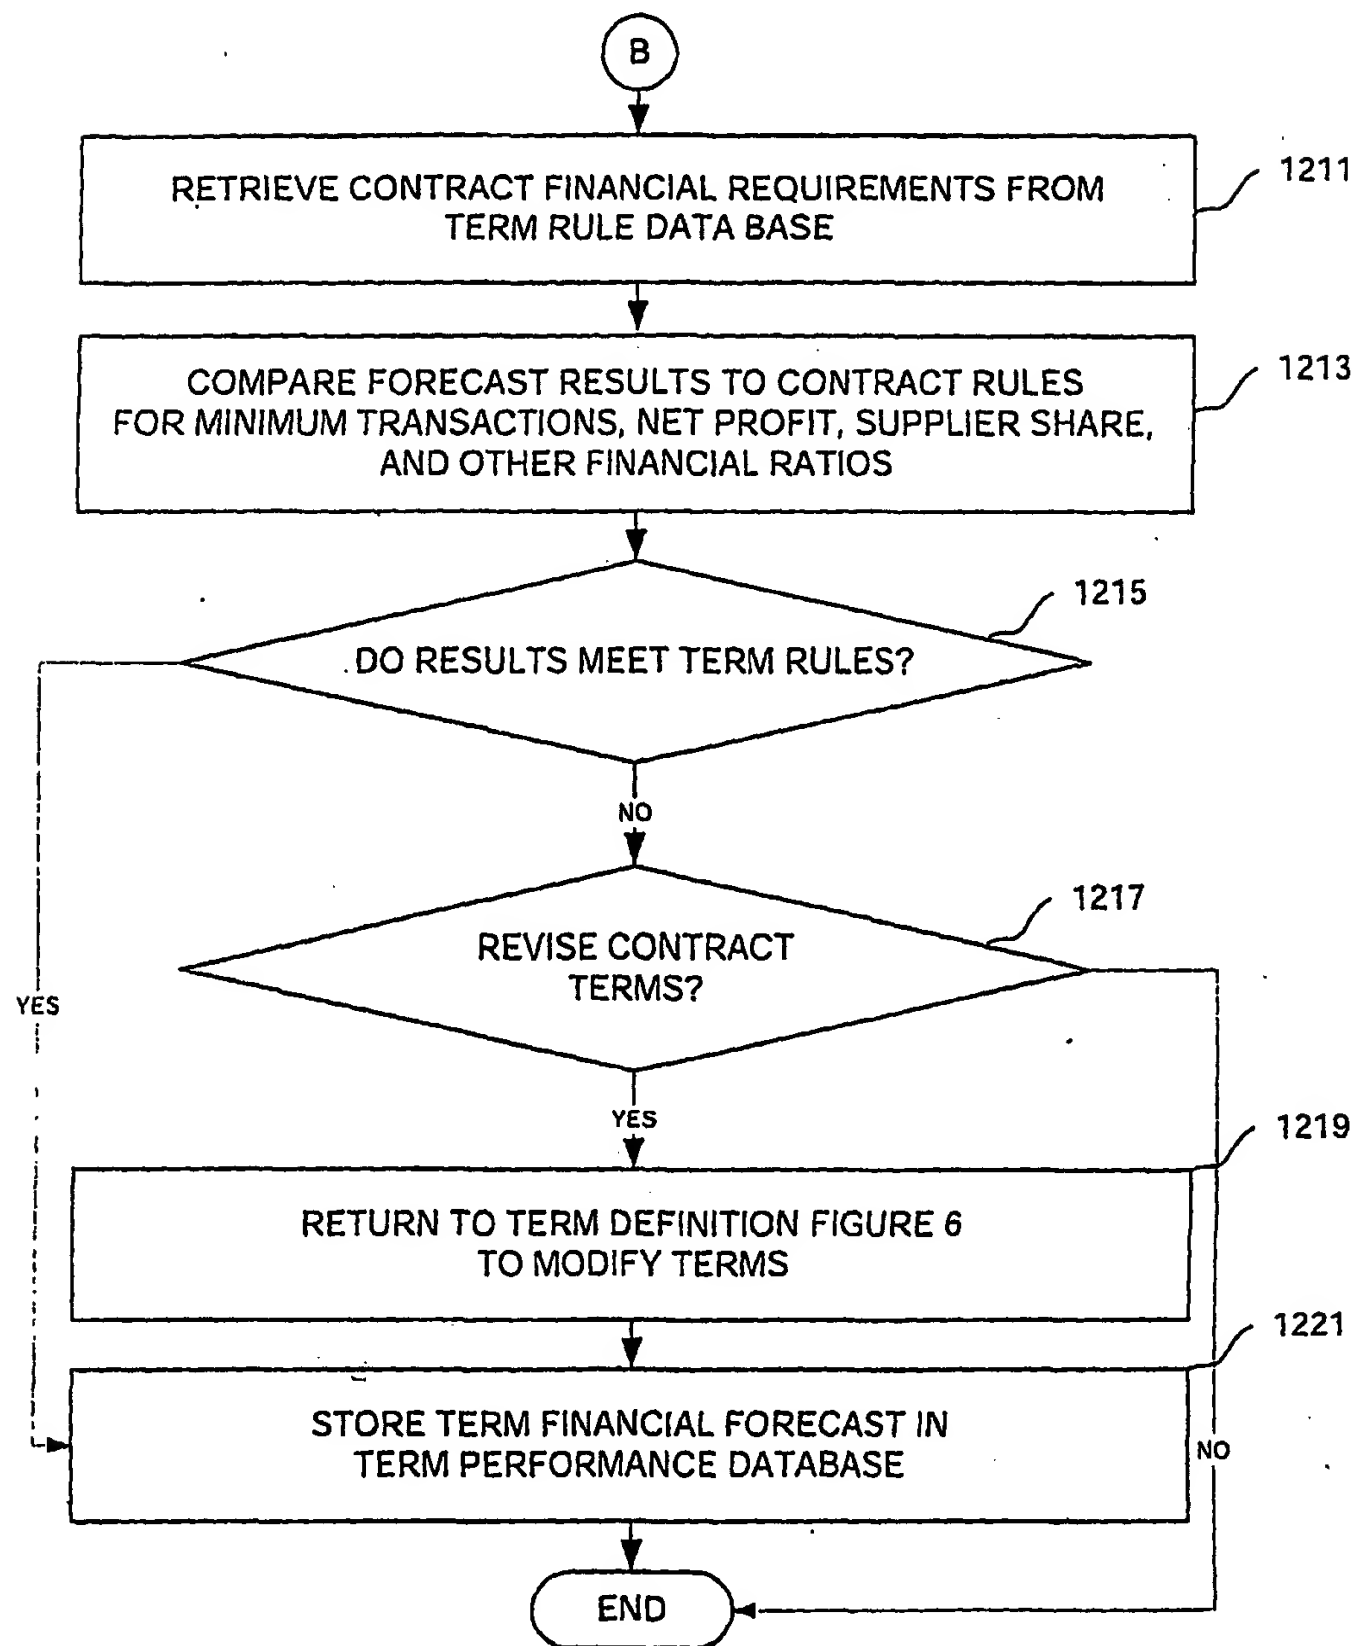 B
RETRIEVE CONTRACT FINANCIAL REQUIREMENTS FROM
TERM RULE DATA BASE
1211
COMPARE FORECAST RESULTS TO CONTRACT RULES
FOR MINIMUM TRANSACTIONS, NET PROFIT, SUPPLIER SHARE,
AND OTHER FINANCIAL RATIOS
1213
DO RESULTS MEET TERM RULES?
1215
NO
REVISE CONTRACT
TERMS?
1217
YES
YES
RETURN TO TERM DEFINITION FIGURE 6
TO MODIFY TERMS
1219
STORE TERM FINANCIAL FORECAST IN
TERM PERFORMANCE DATABASE
1221
NO
END